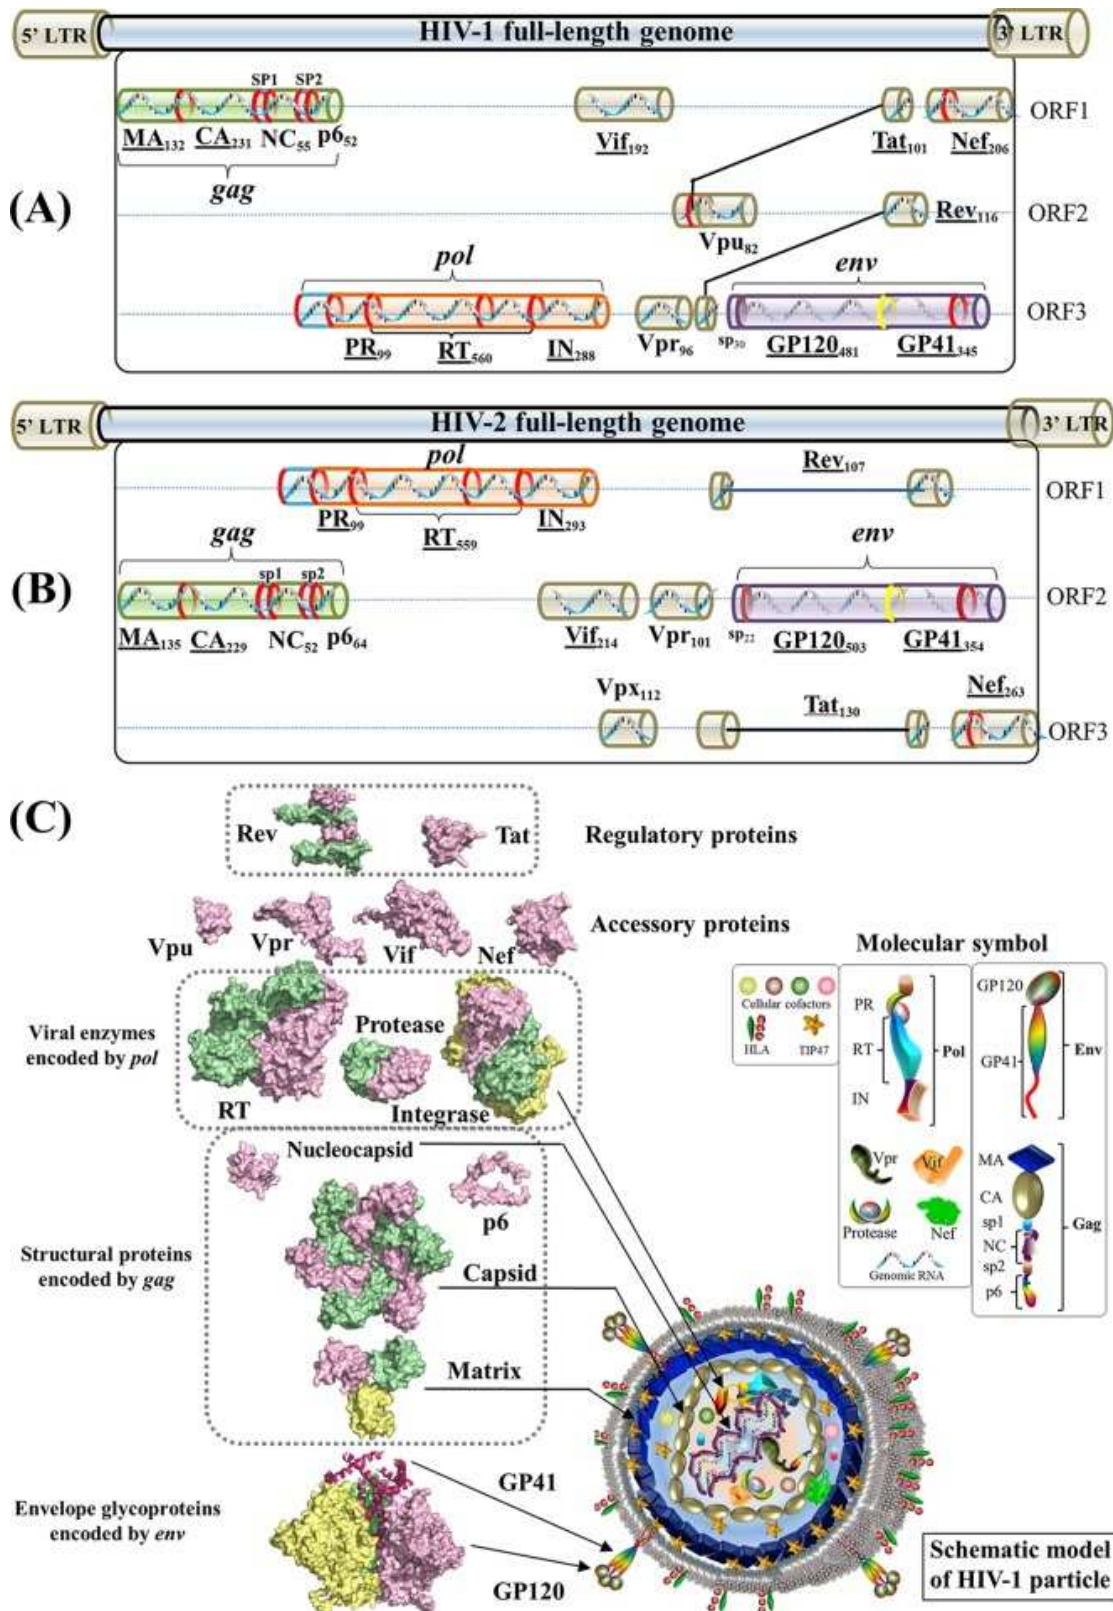 5' LTR
HIV-1 full-length genome
3' LTR
SP1 SP2
ORF1
MA132 CA231 NC55 p652
Vif192
Tat101
Nef206
gag
(A)
Rev116
ORF2
Vpu82
pol
env
ORF3
PR99 RT560 IN288
Vpr96
sp30
GP120481
GP41345
5' LTR
HIV-2 full-length genome
3' LTR
pol
Rev107
ORF1
PR99 RT559 IN293
gag
env
(B)
sp1 sp2
ORF2
MA135 CA229 NC52 p664
Vif214
Vpr101
sp22
GP120503
GP41354
Vpx112
Tat130
Nef263
ORF3
(C)
Rev
Tat
Regulatory proteins
Vpu
Vpr
Vif
Nef
Accessory proteins
Viral enzymes
encoded by pol
Protease
RT
Integrase
Nucleocapsid
p6
Structural proteins
encoded by gag
Capsid
Matrix
Envelope glycoproteins
encoded by env
GP41
GP120
Molecular symbol
Cellular cofactors
HLA
TIP47
PR
RT
IN
Pol
GP120
GP41
Env
Vpr
Vif
Protease
Nef
Genomic RNA
MA
CA
sp1
NC
sp2
p6
Gag
Schematic model
of HIV-1 particle